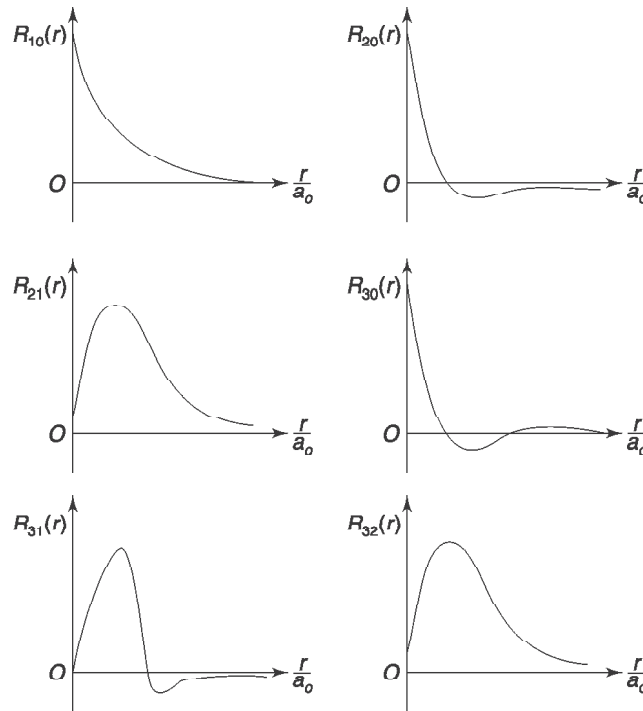 R₁₀(r)
O
r/a₀
R₂₀(r)
O
r/a₀
R₂₁(r)
O
r/a₀
R₃₀(r)
O
r/a₀
R₃₁(r)
O
r/a₀
R₃₂(r)
O
r/a₀